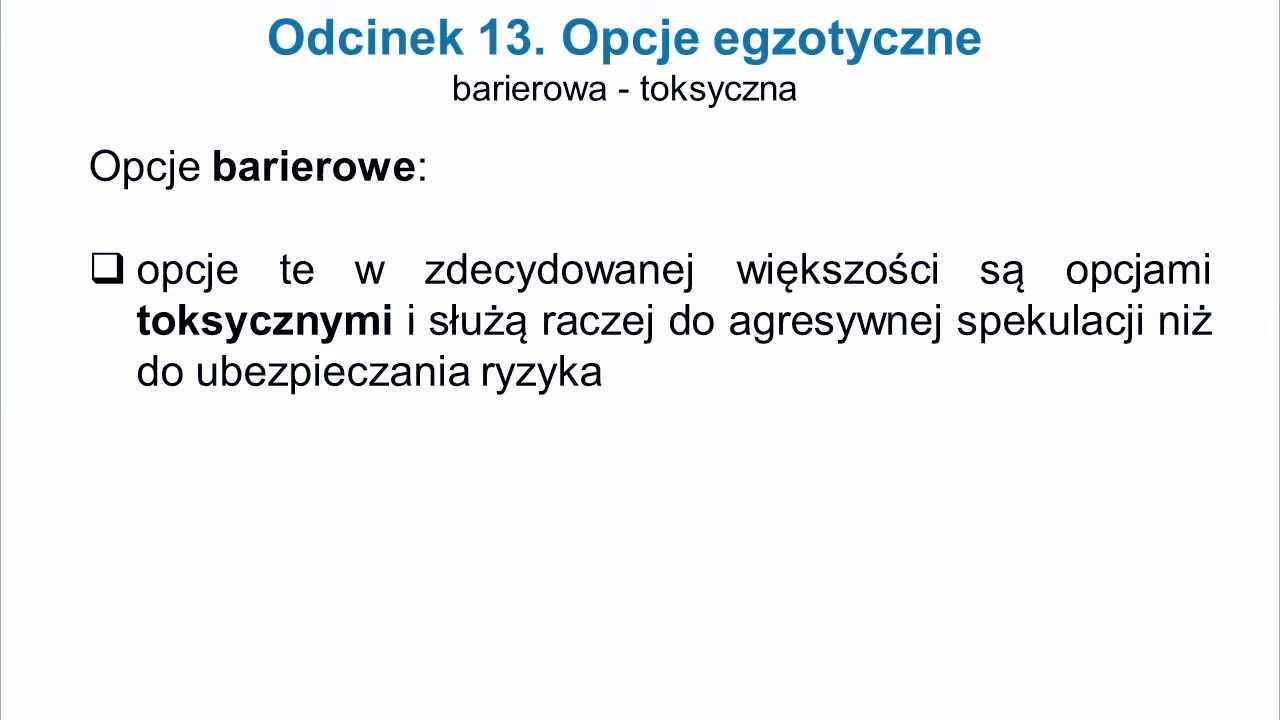 Odcinek 13. Opcje egzotyczne
barierowa - toksyczna
Opcje barierowe:
❑ opcje te w zdecydowanej większości są opcjami
toksycznymi i służą raczej do agresywnej spekulacji niż
do ubezpieczania ryzyka